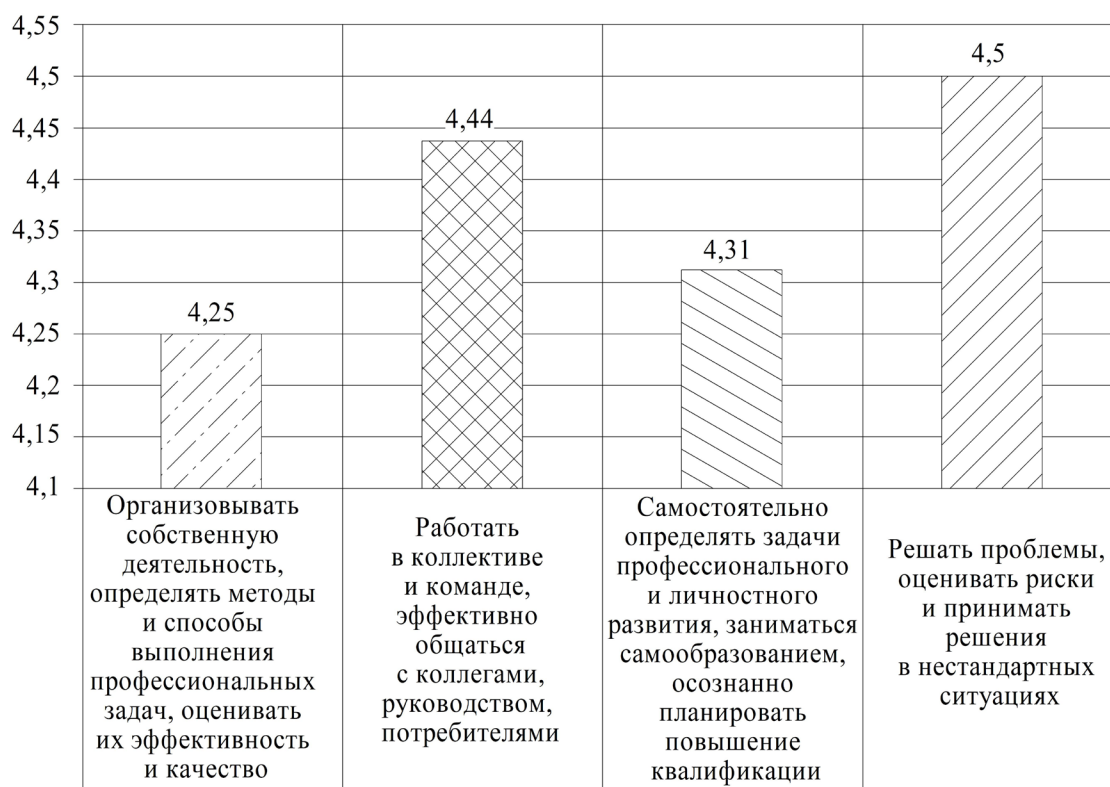 4,55
4,5
4,45
4,4
4,35
4,3
4,25
4,2
4,15
4,1
4,25
4,44
4,31
4,5
Организовывать
собственную
деятельность,
определять методы
и способы
выполнения
профессиональных
задач, оценивать
их эффективность
и качество
Работать
в коллективе
и команде,
эффективно
общаться
с коллегами,
руководством,
потребителями
Самостоятельно
определять задачи
профессионального
и личностного
развития, заниматься
самообразованием,
осознанно
планировать
повышение
квалификации
Решать проблемы,
оценивать риски
и принимать
решения
в нестандартных
ситуациях